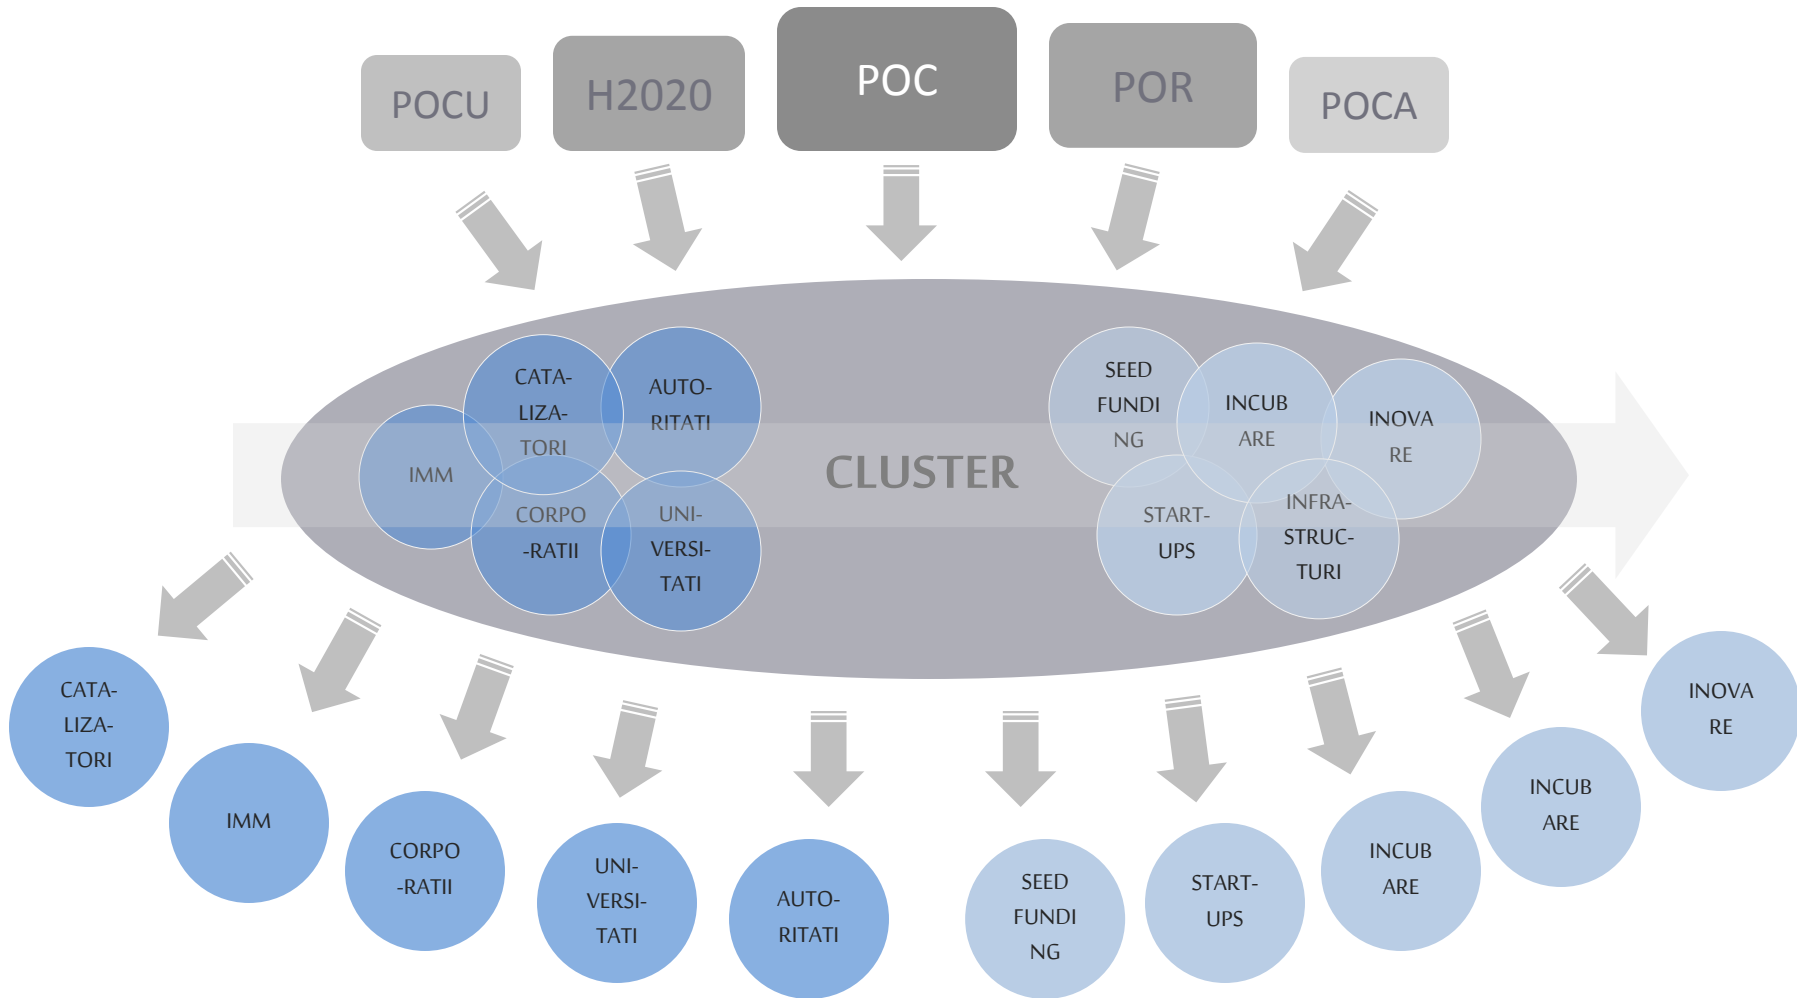 POCU
H2020
POC
POR
POCA
CATA-
LIZA-
TORI
AUTO-
RITATI
IMM
CORPO
-RATII
UNI-
VERSI-
TATI
CLUSTER
SEED
FUNDI
NG
INCUB
ARE
INOVA
RE
START-
UPS
INFRA-
STRUC-
TURI
CATA-
LIZA-
TORI
IMM
CORPO
-RATII
UNI-
VERSI-
TATI
AUTO-
RITATI
SEED
FUNDI
NG
START-
UPS
INCUB
ARE
INCUB
ARE
INOVA
RE